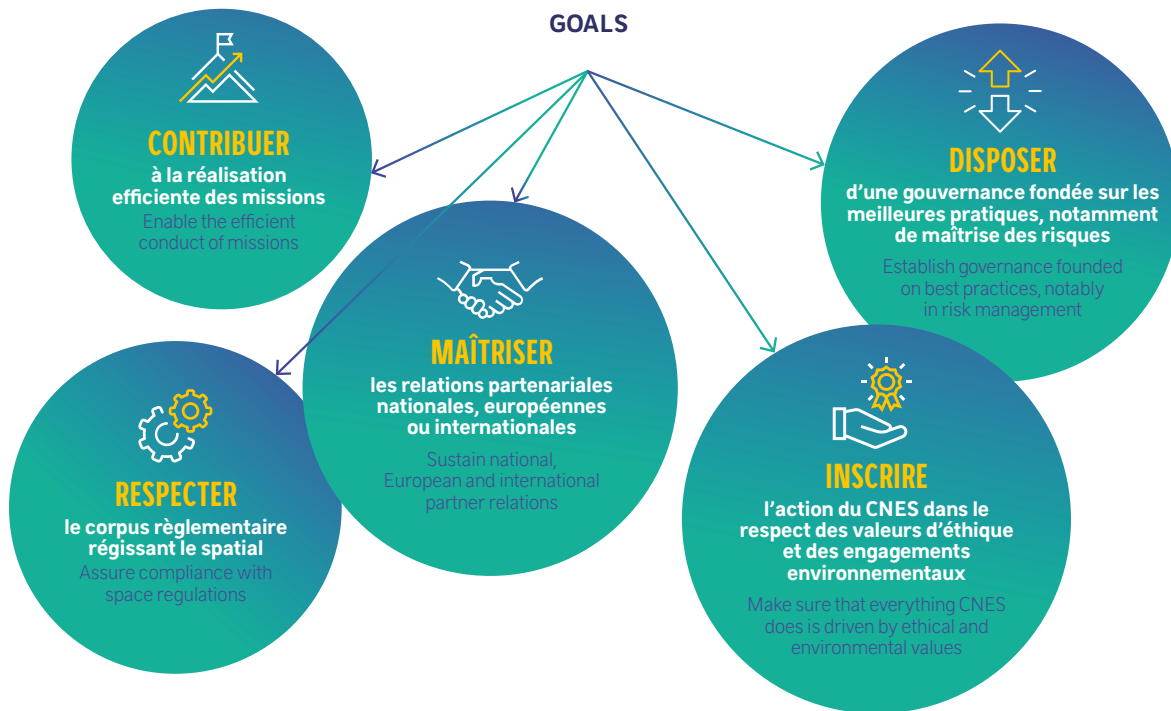 GOALS
CONTRIBUER
à la réalisation
efficiente des missions
Enable the efficient
conduct of missions
DISPOSER
d'une gouvernance fondée sur les
meilleures pratiques, notamment
de maîtrise des risques
Establish governance founded
on best practices, notably
in risk management
MAÎTRISER
les relations partenariales
nationales, européennes
ou internationales
Sustain national,
European and international
partner relations
RESPECTER
le corpus règlementaire
régissant le spatial
Assure compliance with
space regulations
INSCRIRE
l'action du CNES dans le
respect des valeurs d'éthique
et des engagements
environnementaux
Make sure that everything CNES
does is driven by ethical and
environmental values